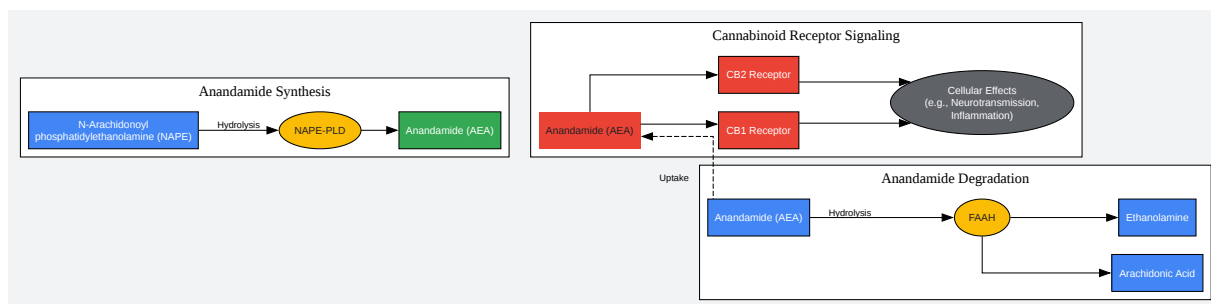 Anandamide Synthesis
N-Arachidonoyl
phosphatidylethanolamine (NAPE)
Hydrolysis
NAPE-PLD
Anandamide (AEA)
Cannabinoid Receptor Signaling
CB2 Receptor
Anandamide (AEA)
CB1 Receptor
Cellular Effects
(e.g., Neurotransmission,
Inflammation)
Uptake
Anandamide Degradation
Anandamide (AEA)
Hydrolysis
FAAH
Ethanolamine
Arachidonic Acid